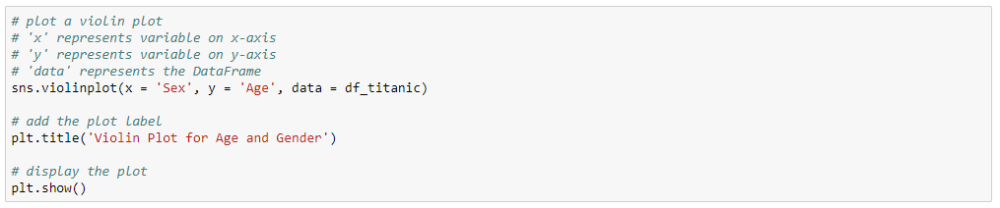 # plot a violin plot
# 'x' represents variable on x-axis
# 'y' represents variable on y-axis
# 'data' represents the DataFrame
sns.violinplot(x = 'Sex', y = 'Age', data = df_titanic)
# add the plot label
plt.title('Violin Plot for Age and Gender')
# display the plot
plt.show()